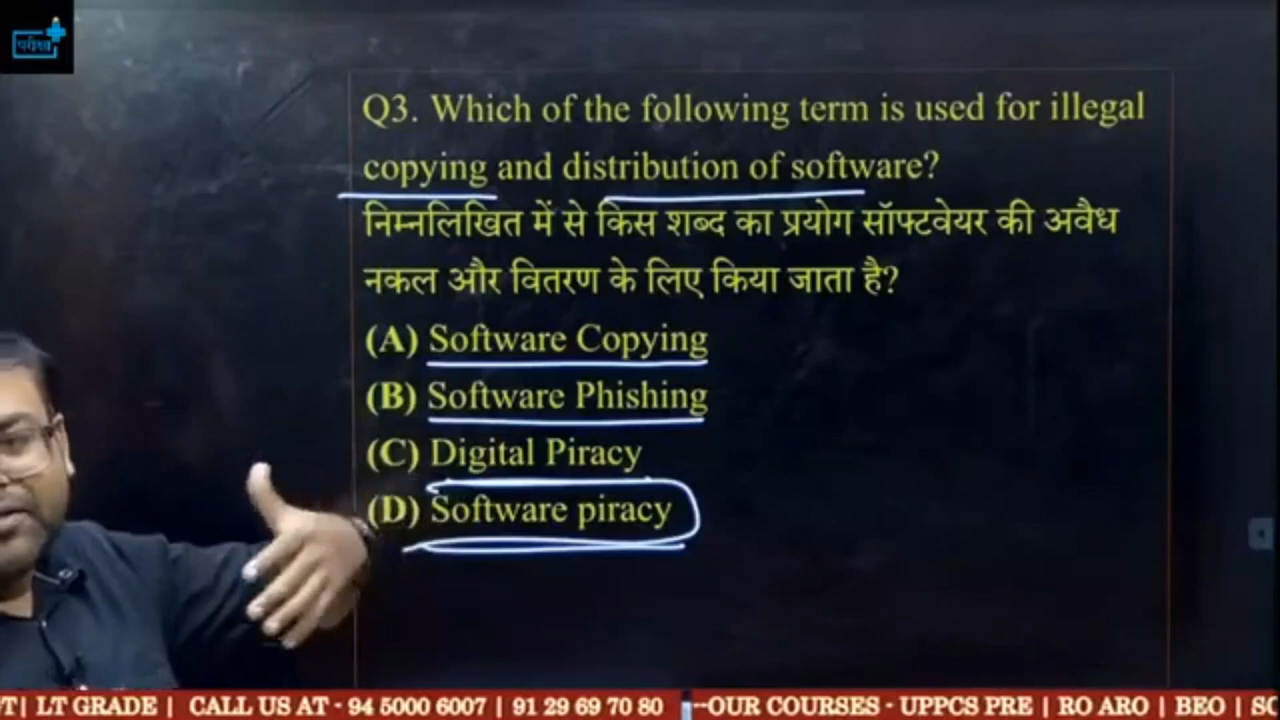 परीक्षा
Q3. Which of the following term is used for illegal
copying and distribution of software?
निम्नलिखित में से किस शब्द का प्रयोग सॉफ्टवेयर की अवैध
नकल और वितरण के लिए किया जाता है?
(A) Software Copying
(B) Software Phishing
(C) Digital Piracy
(D) Software piracy
T| LT GRADE | CALL US AT - 94 5000 6007 | 91 29 69 70 80 --OUR COURSES - UPPCS PRE | RO ARO | BEO |